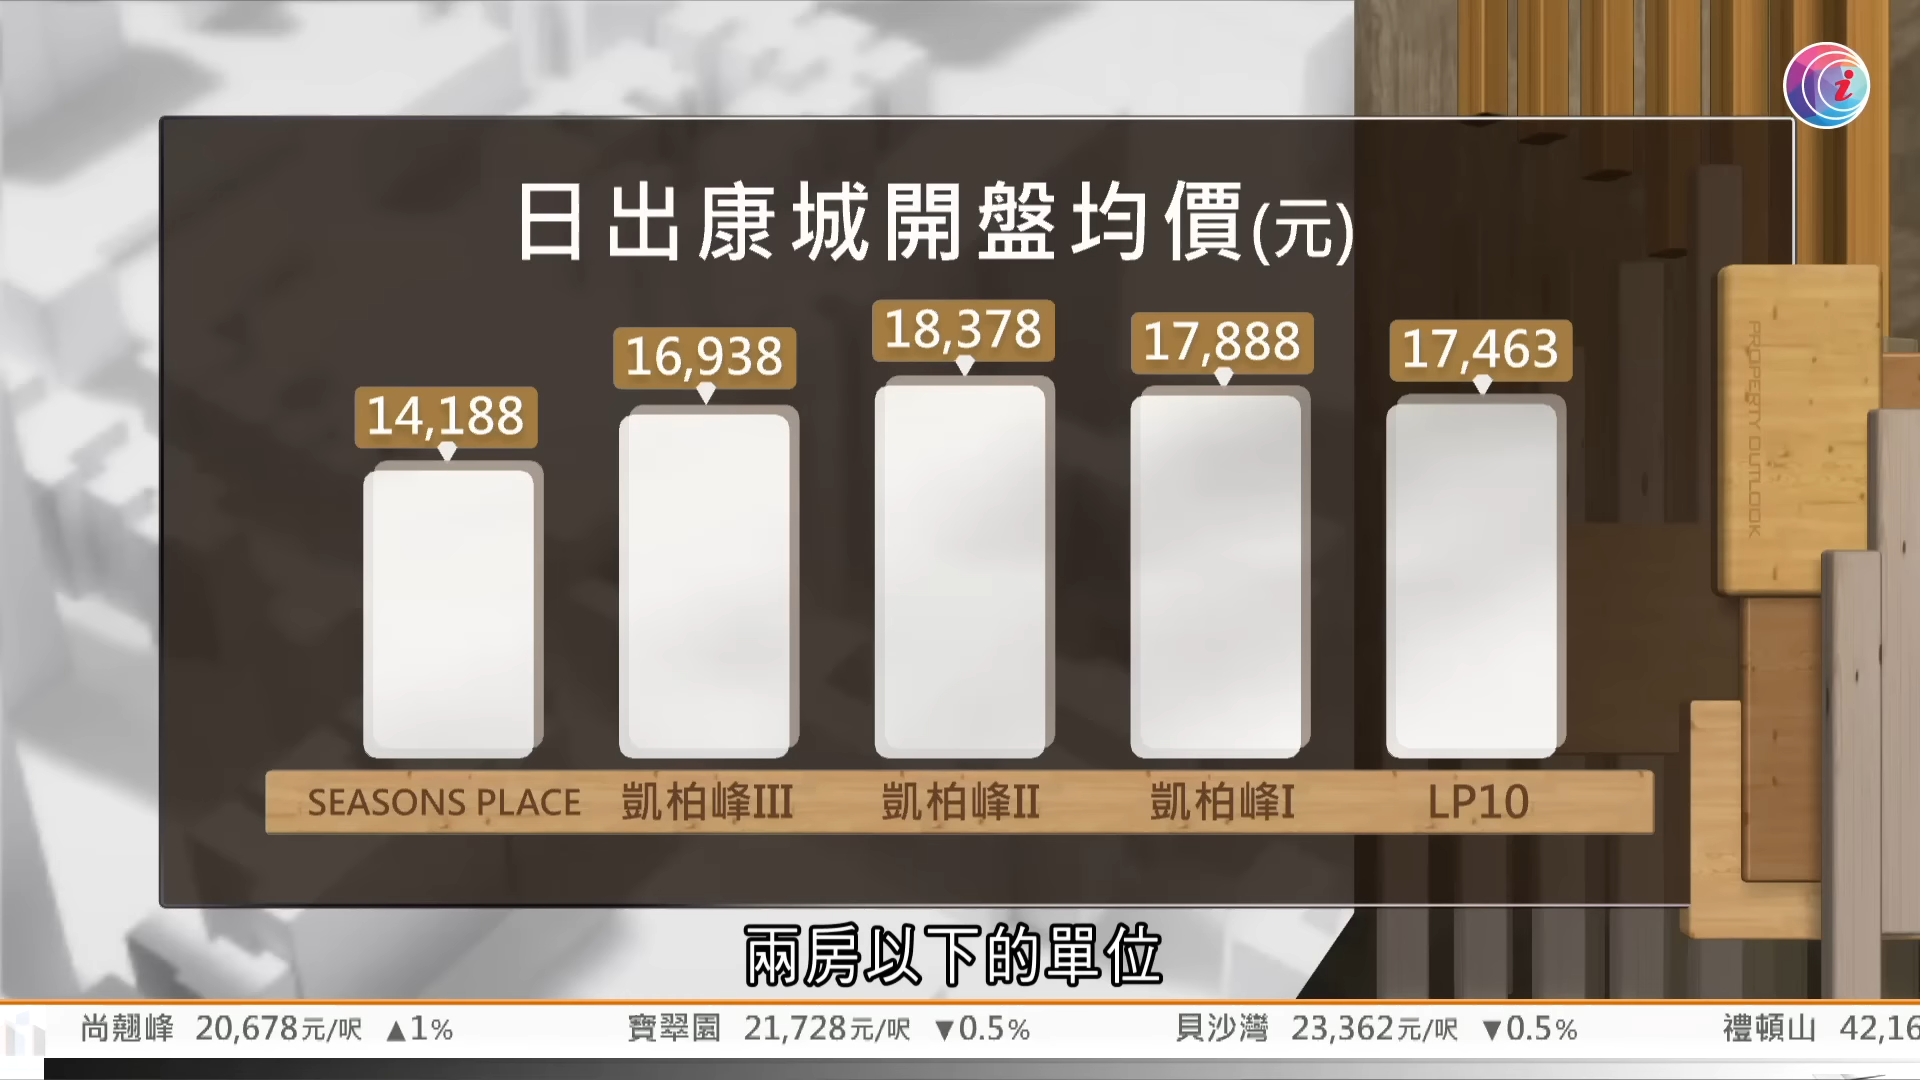 i
日出康城開盤均價(元)
14,188
16,938
18,378
17,888
17,463
SEASONS PLACE
凱柏峰III
凱柏峰II
凱柏峰I
LP10
PROPERTY OUTLOOK
兩房以下的單位
尚翹峰 20,678元/呎 ▲1% 寶翠園 21,728元/呎 ▼0.5% 貝沙灣 23,362元/呎 ▼0.5% 禮頓山 42,16